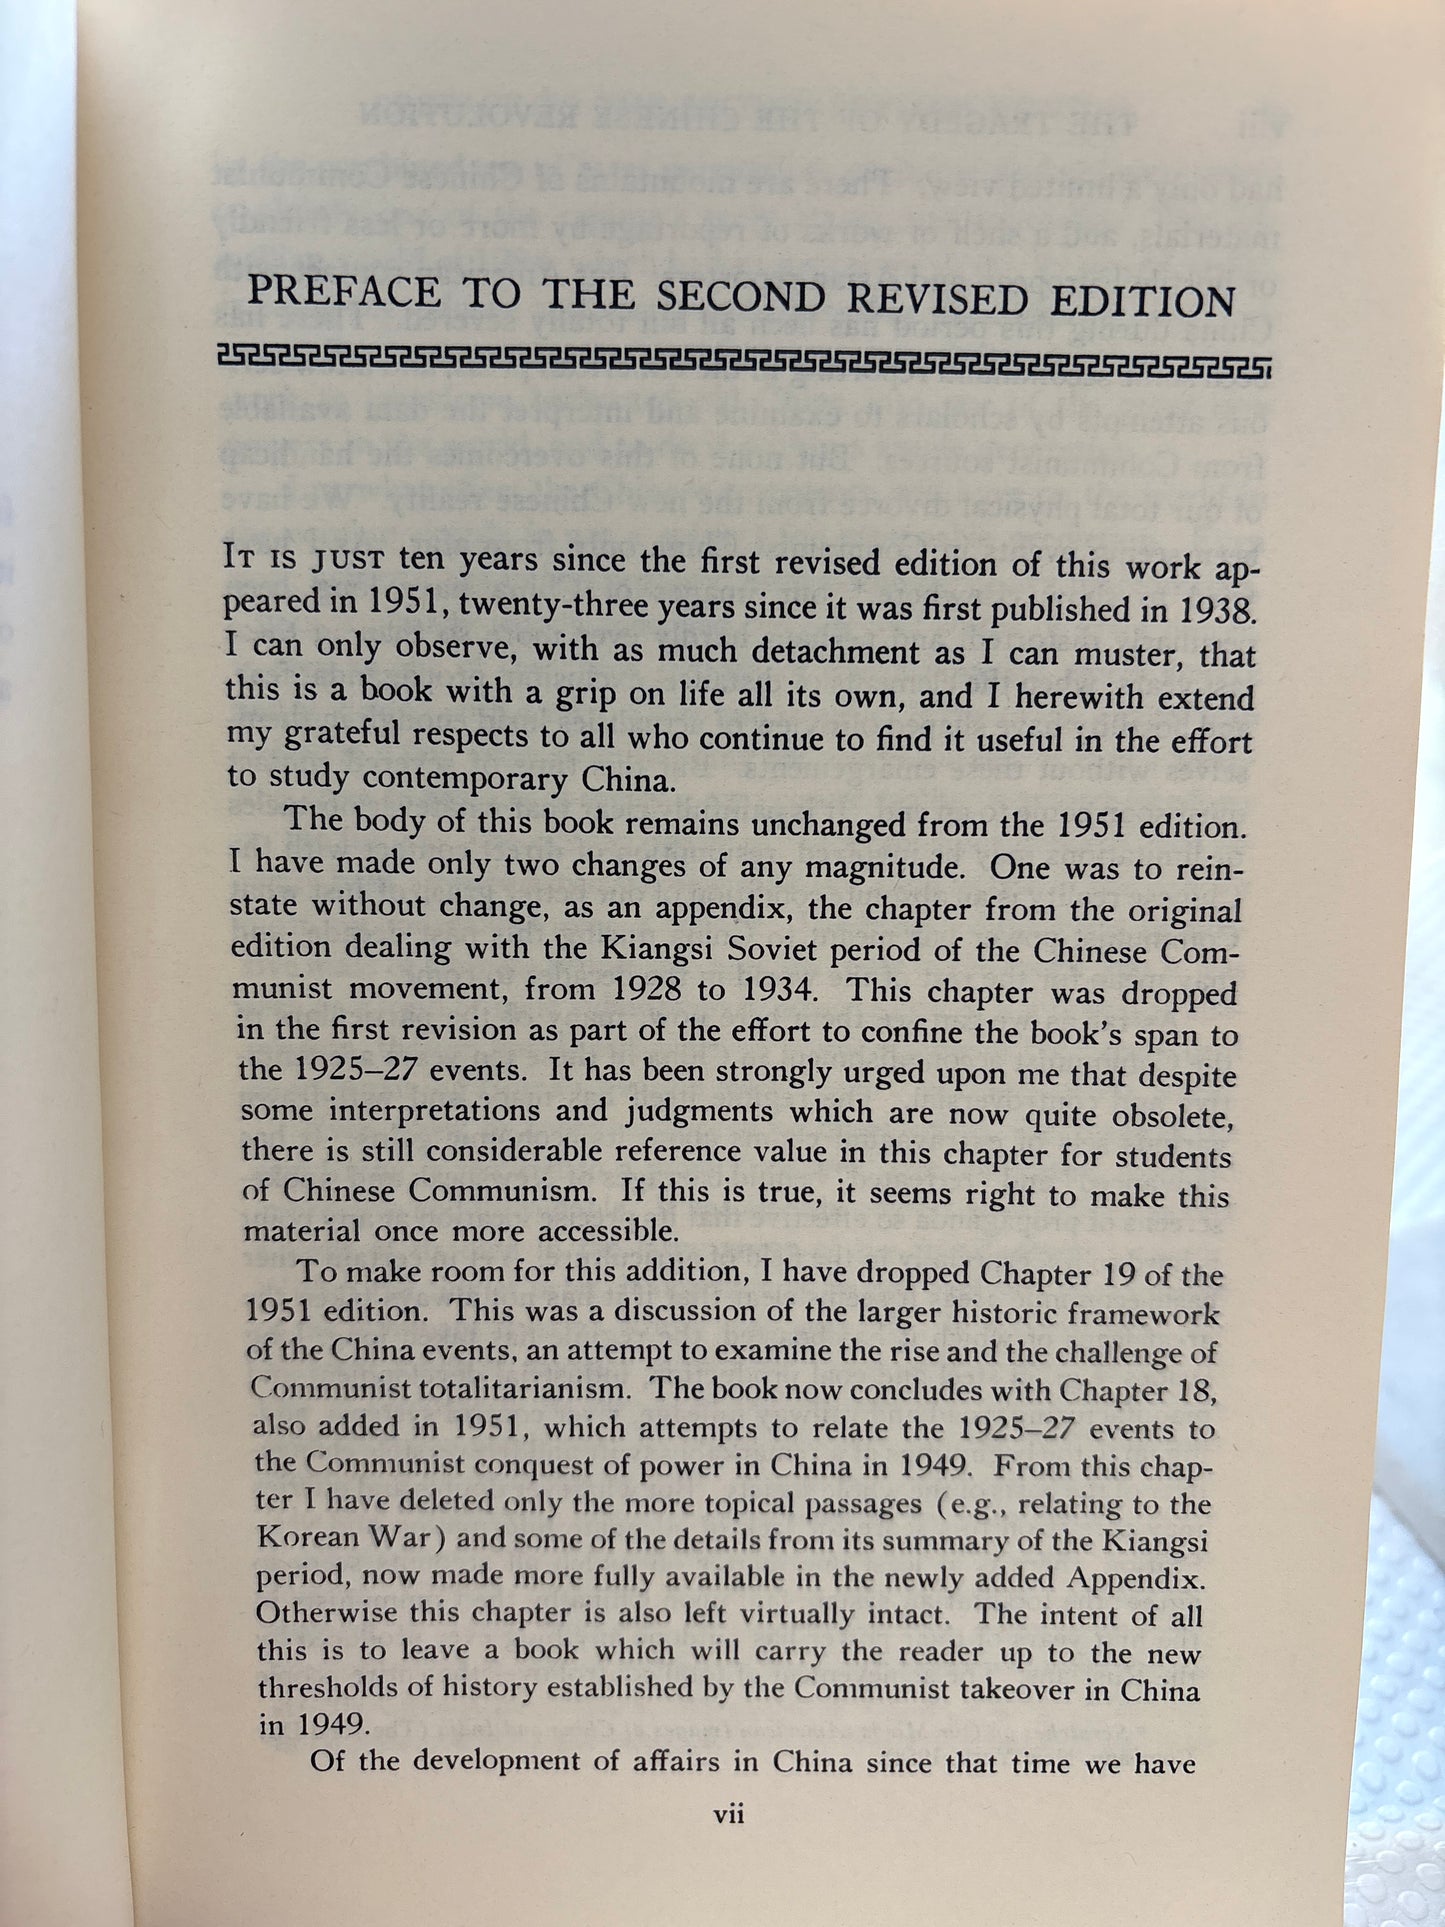 PREFACE TO THE SECOND REVISED EDITION
IT IS JUST ten years since the first revised edition of this work ap-
peared in 1951, twenty-three years since it was first published in 1938.
I can only observe, with as much detachment as I can muster, that
this is a book with a grip on life all its own, and I herewith extend
my grateful respects to all who continue to find it useful in the effort
to study contemporary China.
The body of this book remains unchanged from the 1951 edition.
I have made only two changes of any magnitude. One was to rein-
state without change, as an appendix, the chapter from the original
edition dealing with the Kiangsi Soviet period of the Chinese Com-
munist movement, from 1928 to 1934. This chapter was dropped
in the first revision as part of the effort to confine the book's span to
the 1925–27 events. It has been strongly urged upon me that despite
some interpretations and judgments which are now quite obsolete,
there is still considerable reference value in this chapter for students
of Chinese Communism. If this is true, it seems right to make this
material once more accessible.
To make room for this addition, I have dropped Chapter 19 of the
1951 edition. This was a discussion of the larger historic framework
of the China events, an attempt to examine the rise and the challenge of
Communist totalitarianism. The book now concludes with Chapter 18,
also added in 1951, which attempts to relate the 1925–27 events to
the Communist conquest of power in China in 1949. From this chap-
ter I have deleted only the more topical passages (e.g., relating to the
Korean War) and some of the details from its summary of the Kiangsi
period, now made more fully available in the newly added Appendix.
Otherwise this chapter is also left virtually intact. The intent of all
this is to leave a book which will carry the reader up to the new
thresholds of history established by the Communist takeover in China
in 1949.
Of the development of affairs in China since that time we have
vii